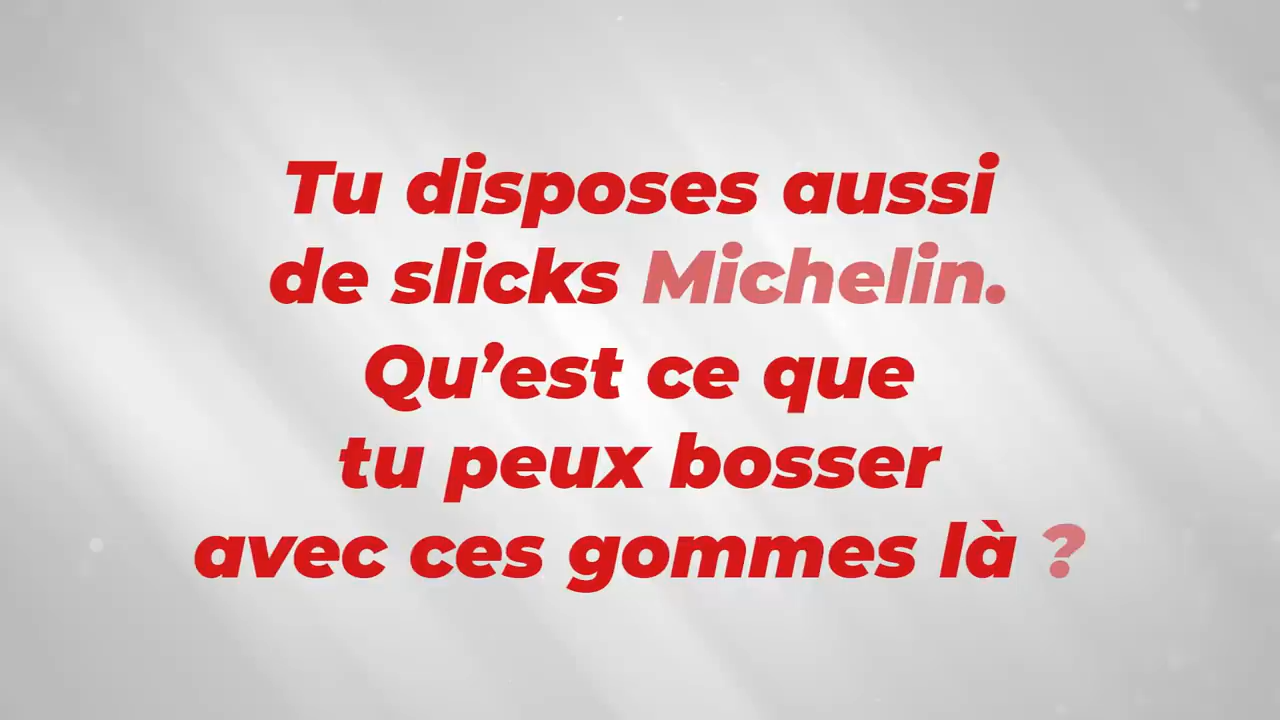 Tu disposes aussi
de slicks Michelin.
Qu’est ce que
tu peux bosser
avec ces gommes là ?